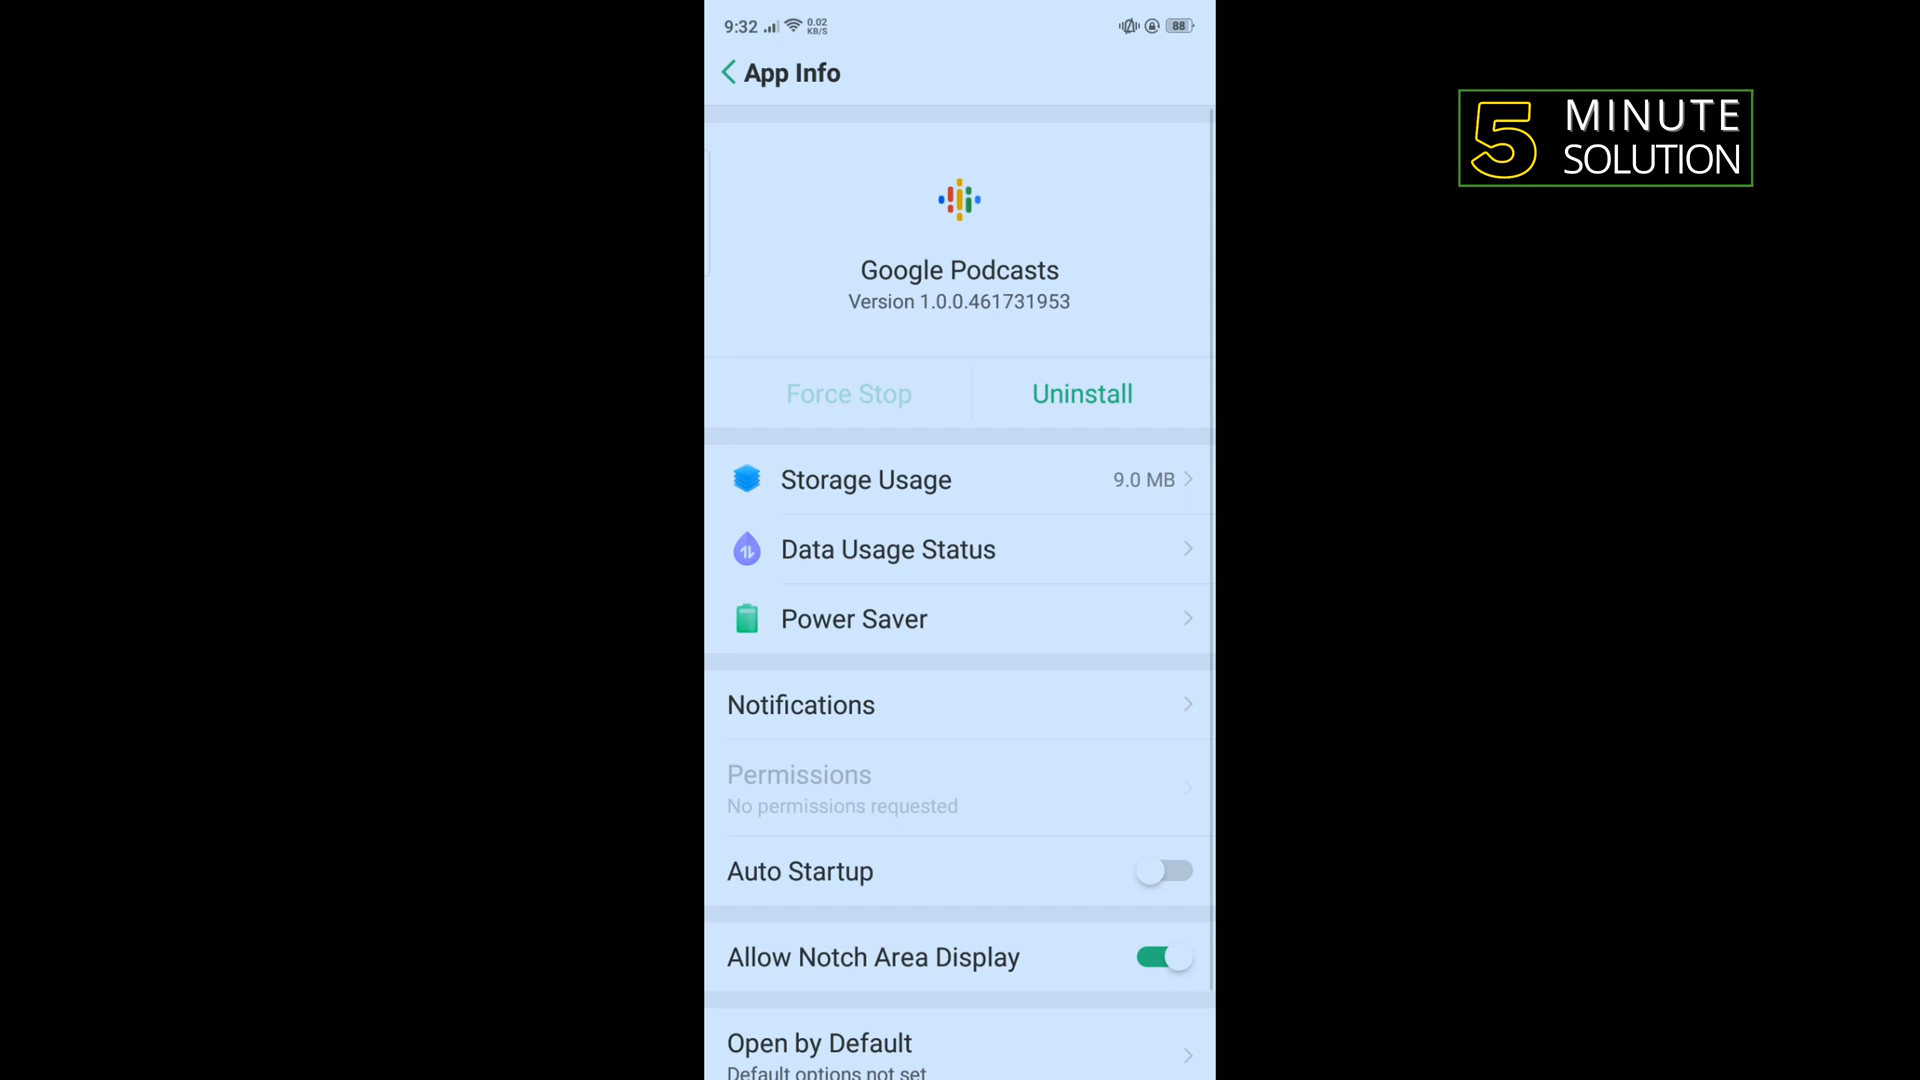 9:32 0.02 KB/S 88
App Info
5 MINUTE SOLUTION
Google Podcasts
Version 1.0.0.461731953
Force Stop Uninstall
Storage Usage 9.0 MB
Data Usage Status
Power Saver
Notifications
Permissions
No permissions requested
Auto Startup
Allow Notch Area Display
Open by Default
Default options not set